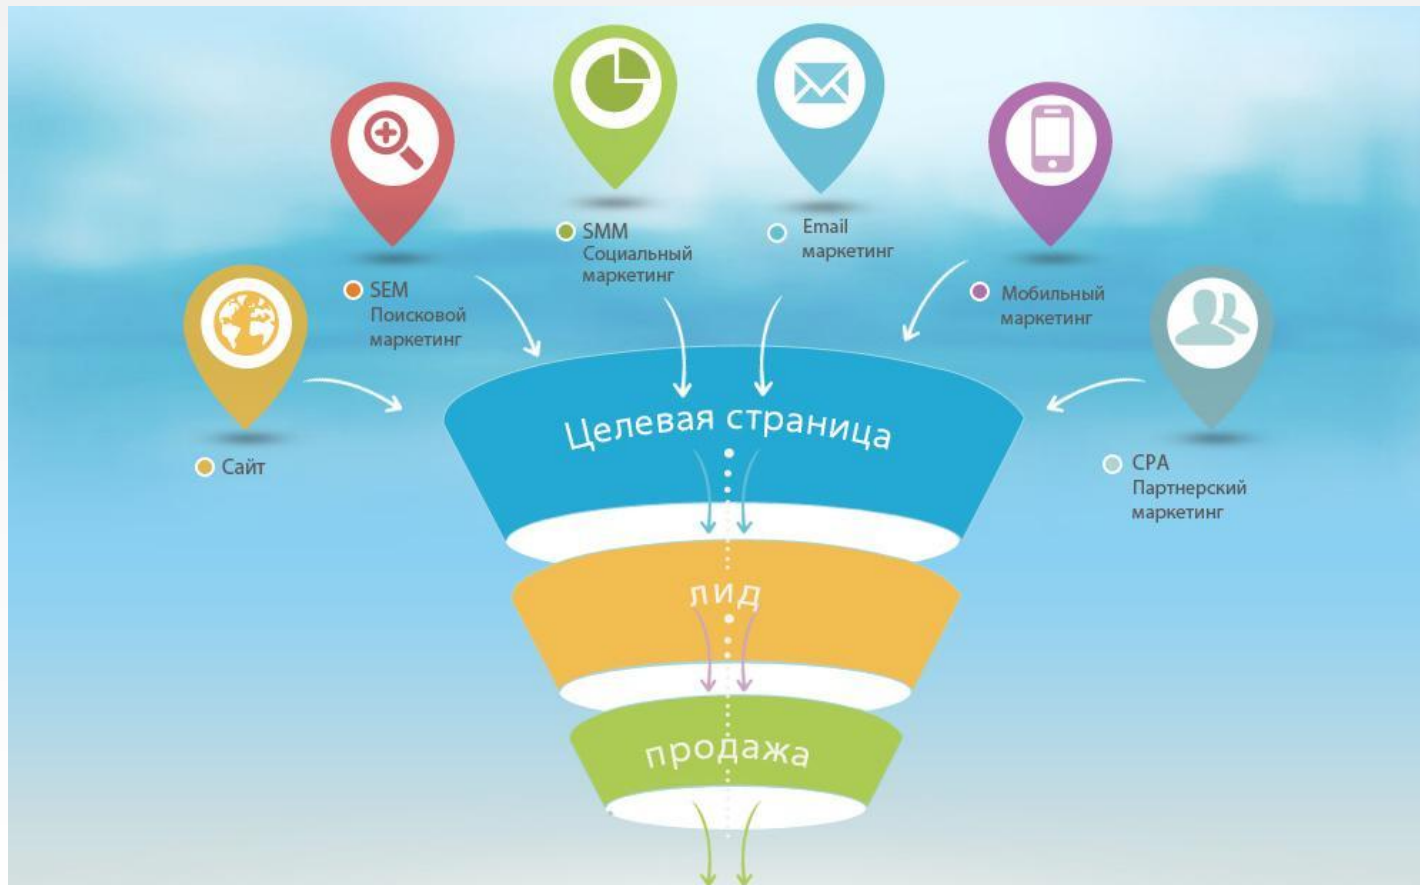 SMM
Социальный
маркетинг
Email
маркетинг
SEM
Поисковой
маркетинг
Мобильный
маркетинг
Сайт
CPA
Партнерский
маркетинг
Целевая страница
лид
продажа